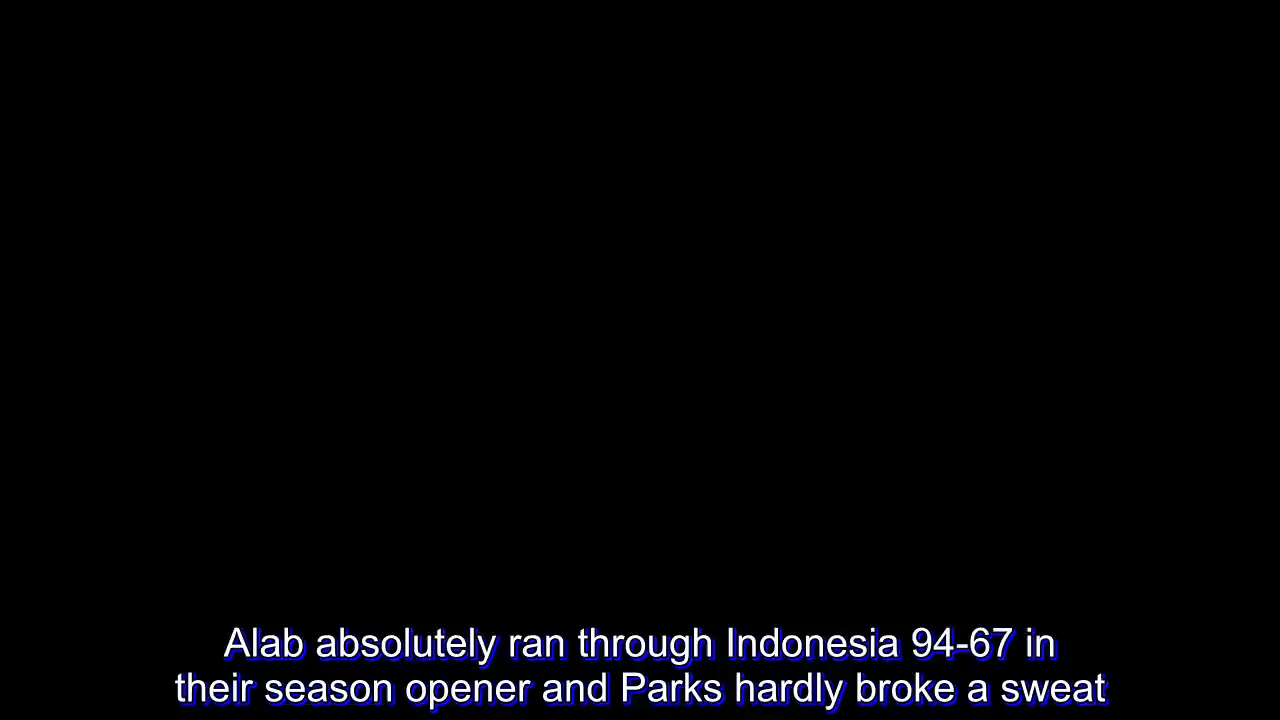 Alab absolutely ran through Indonesia 94-67 in
their season opener and Parks hardly broke a sweat